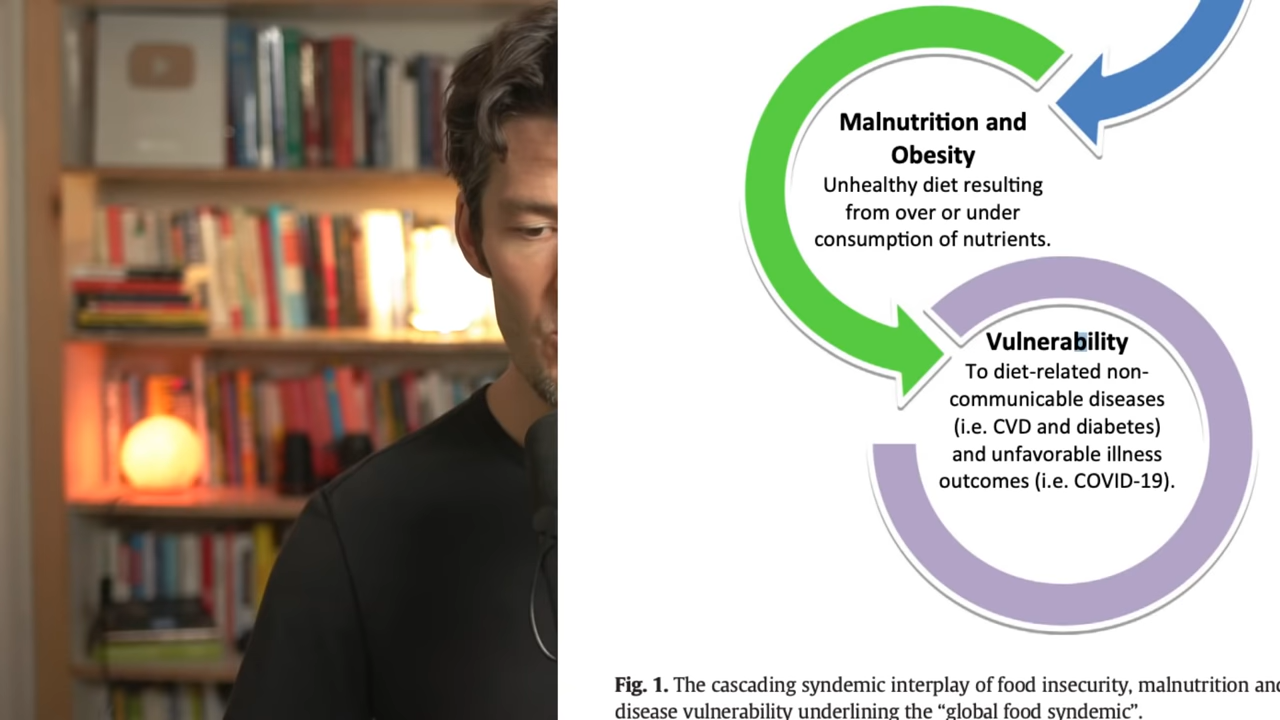 Malnutrition and
Obesity
Unhealthy diet resulting
from over or under
consumption of nutrients.
Vulnerability
To diet-related non-
communicable diseases
(i.e. CVD and diabetes)
and unfavorable illness
outcomes (i.e. COVID-19).
Fig. 1. The cascading syndemic interplay of food insecurity, malnutrition and
disease vulnerability underlining the “global food syndemic”.